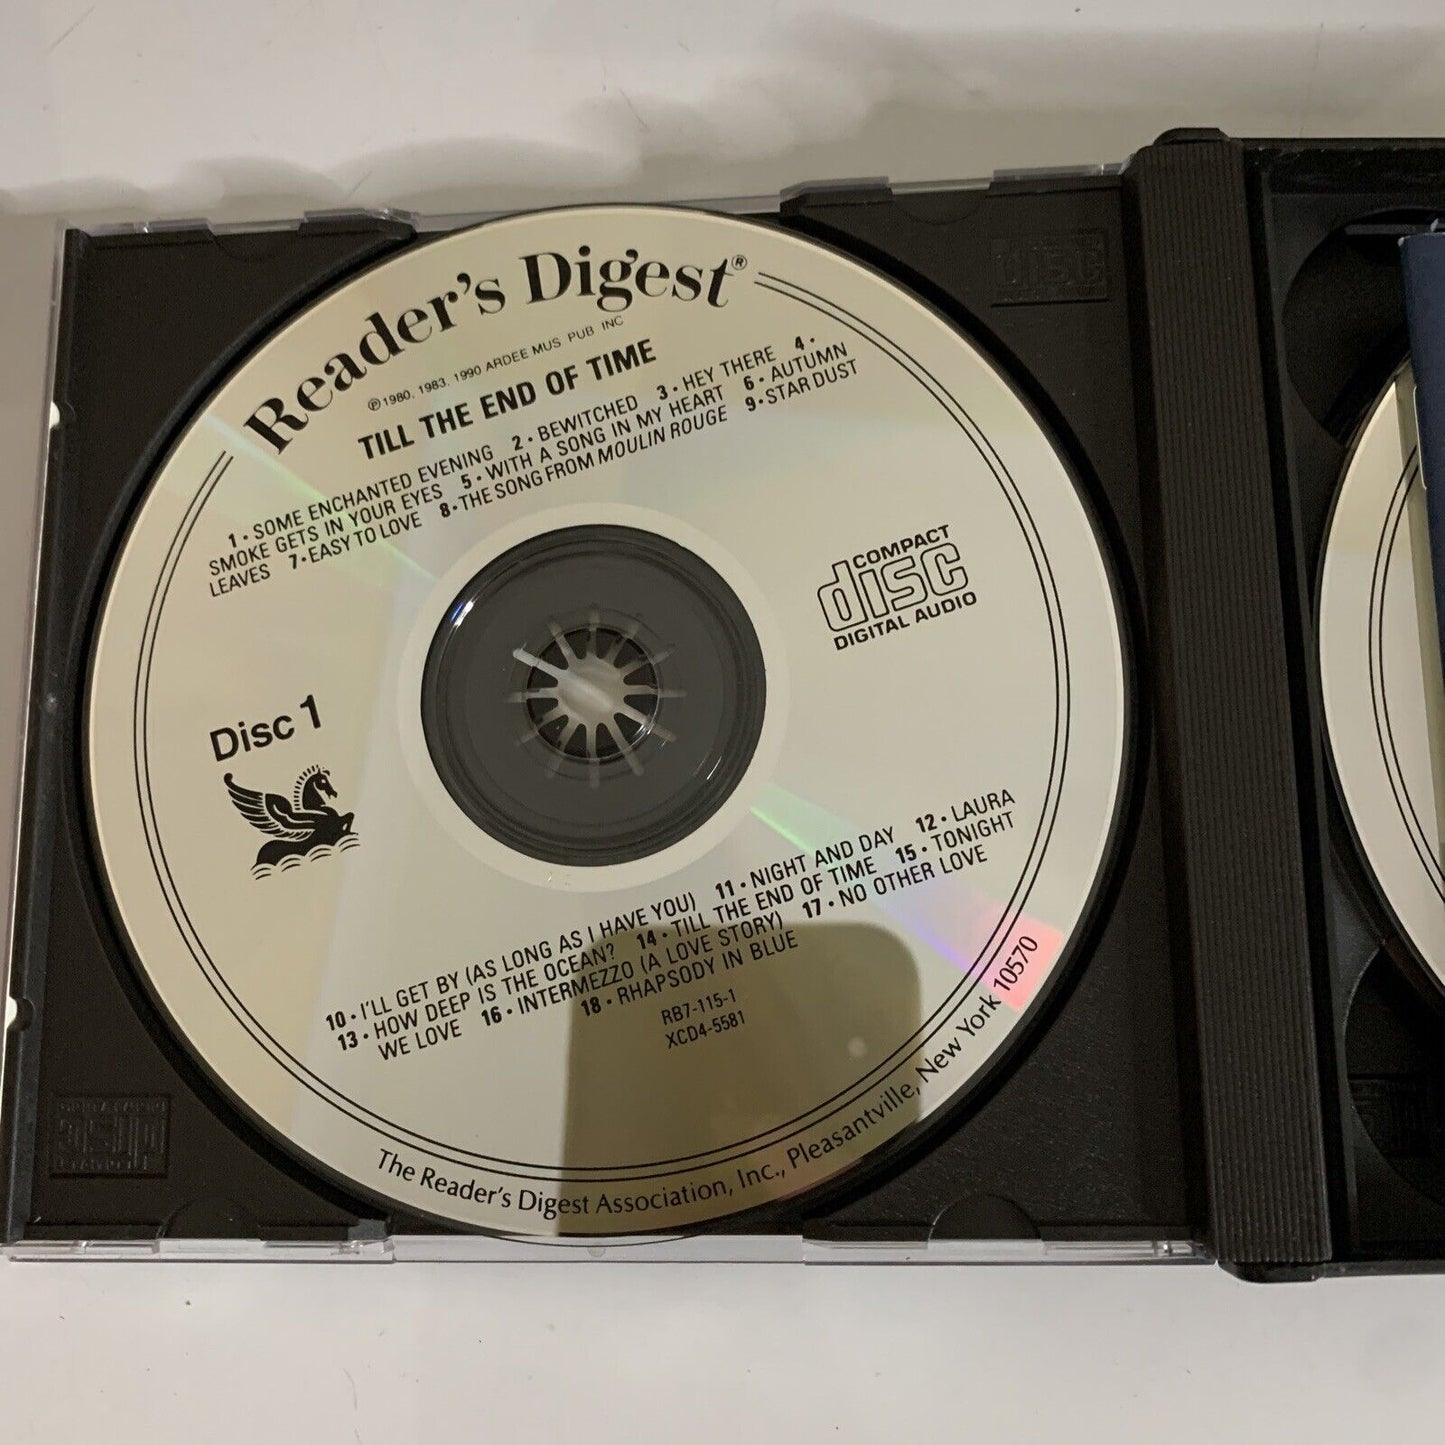 Reader's Digest®
℗1980, 1983, 1990 ARDEE MUS PUB INC
TILL THE END OF TIME
1 • SOME ENCHANTED EVENING 2 • BEWITCHED 3 • HEY THERE 4 •
SMOKE GETS IN YOUR EYES 5 • WITH A SONG IN MY HEART 6 • AUTUMN
LEAVES 7 • EASY TO LOVE 8 • THE SONG FROM MOULIN ROUGE 9 • STAR DUST
COMPACT
disc
DIGITAL AUDIO
Disc 1
10 • I'LL GET BY (AS LONG AS I HAVE YOU) 11 • NIGHT AND DAY 12 • LAURA
13 • HOW DEEP IS THE OCEAN? 14 • TILL THE END OF TIME 15 • TONIGHT
WE LOVE 16 • INTERMEZZO (A LOVE STORY) 17 • NO OTHER LOVE
18 • RHAPSODY IN BLUE
RB7-115-1
XCD4-5581
The Reader's Digest Association, Inc., Pleasantville, New York 10570
disc
COMPACT
disc
DIGITAL AUDIO